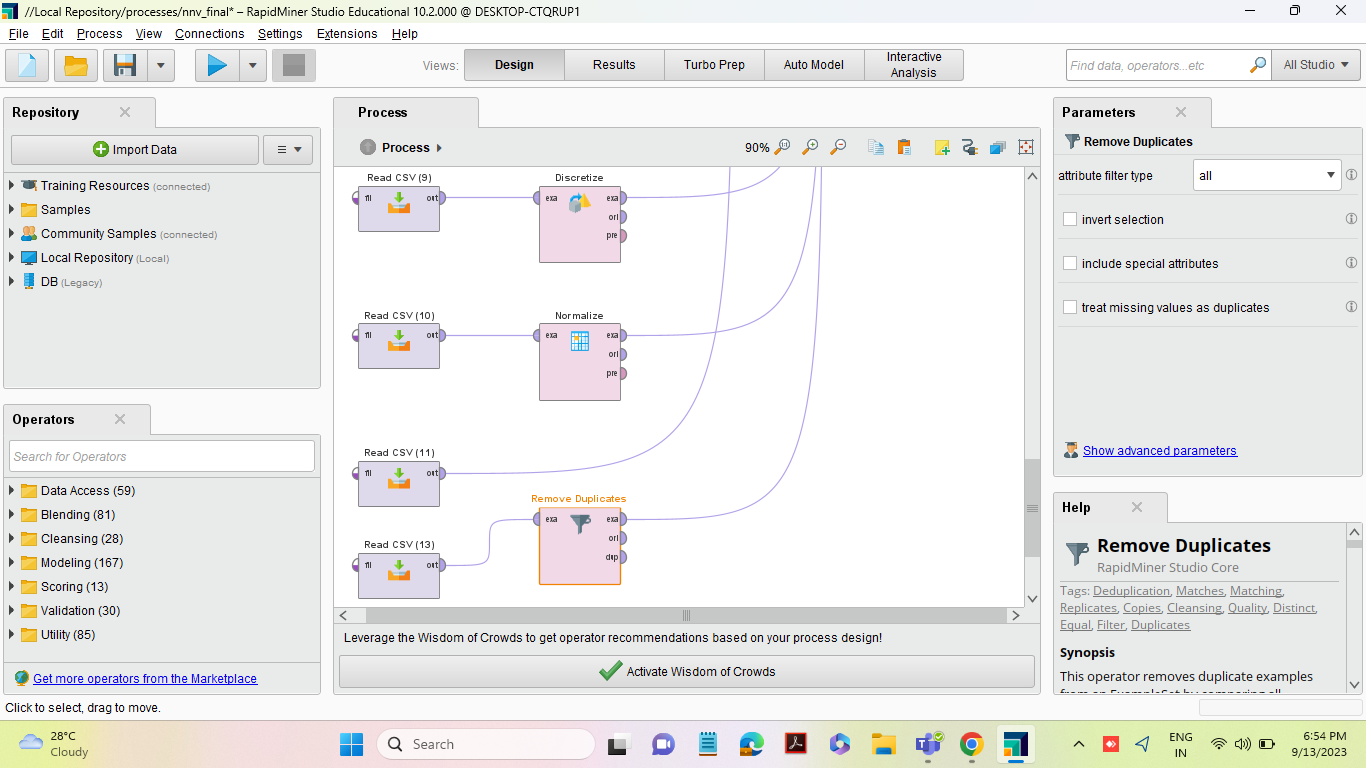 //Local Repository/processes/nnv_final* – RapidMiner Studio Educational 10.2.000 @ DESKTOP-CTQRUP1
File Edit Process View Connections Settings Extensions Help
Views: Design Results Turbo Prep Auto Model Interactive Analysis
Find data, operators...etc All Studio
Repository
Import Data
Training Resources (connected)
Samples
Community Samples (connected)
Local Repository (Local)
DB (Legacy)
Operators
Search for Operators
Data Access (59)
Blending (81)
Cleansing (28)
Modeling (167)
Scoring (13)
Validation (30)
Utility (85)
Get more operators from the Marketplace
Process
Process 90%
Read CSV (9) Discretize
fil out exa exa
ori
pre
Read CSV (10) Normalize
fil out exa exa
ori
pre
Read CSV (11)
fil out
Remove Duplicates
exa exa
ori
dup
Read CSV (13)
fil out
Leverage the Wisdom of Crowds to get operator recommendations based on your process design!
Activate Wisdom of Crowds
Parameters
Remove Duplicates
attribute filter type all
invert selection
include special attributes
treat missing values as duplicates
Show advanced parameters
Help
Remove Duplicates
RapidMiner Studio Core
Tags: Deduplication, Matches, Matching,
Replicates, Copies, Cleansing, Quality, Distinct,
Equal, Filter, Duplicates
Synopsis
This operator removes duplicate examples
from an ExampleSet by comparing all
Click to select, drag to move.
28°C
Cloudy
Search
ENG
IN
6:54 PM
9/13/2023